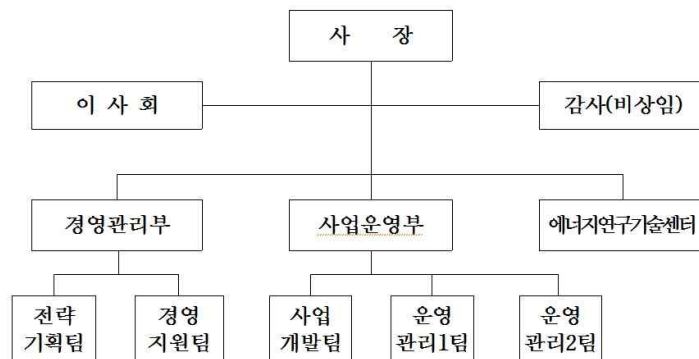 사 장
이 사 회
감사(비상임)
경영관리부
사업운영부
에너지연구기술센터
전략
기획팀
경영
지원팀
사업
개발팀
운영
관리1팀
운영
관리2팀